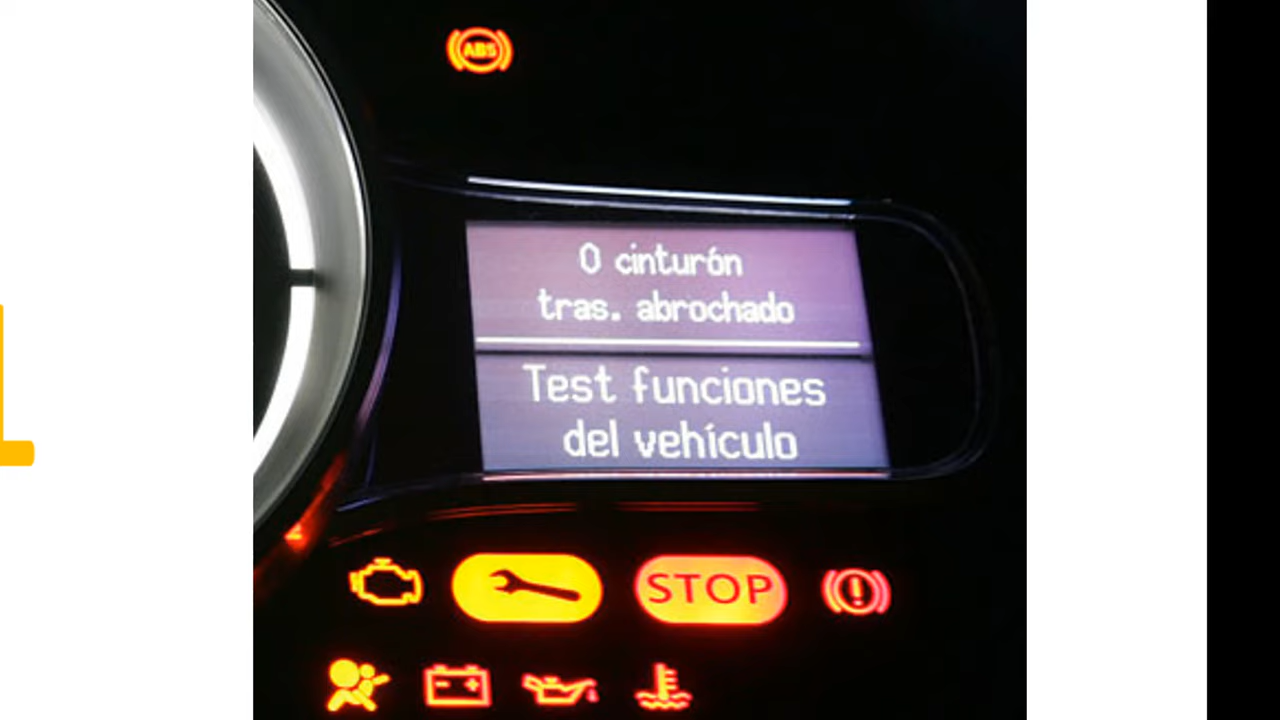 ABS
0 cinturón
tras. abrochado
Test funciones
del vehículo
STOP